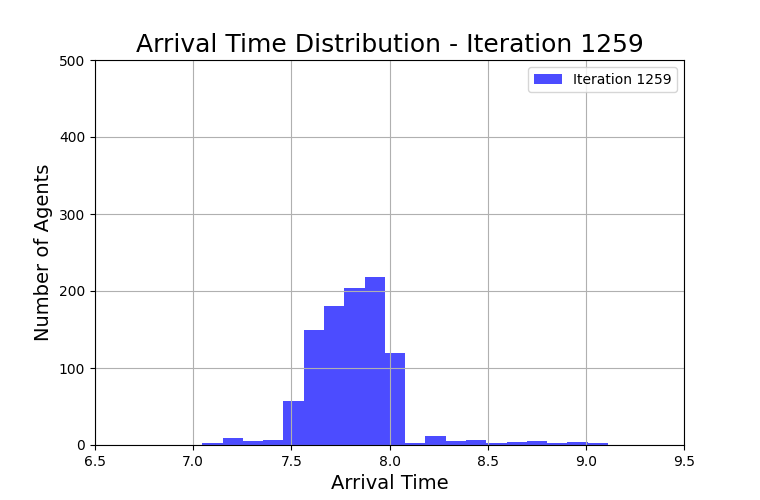 Arrival Time Distribution - Iteration 1259
Iteration 1259
500
400
300
200
100
0
Number of Agents
6.5 7.0 7.5 8.0 8.5 9.0 9.5
Arrival Time